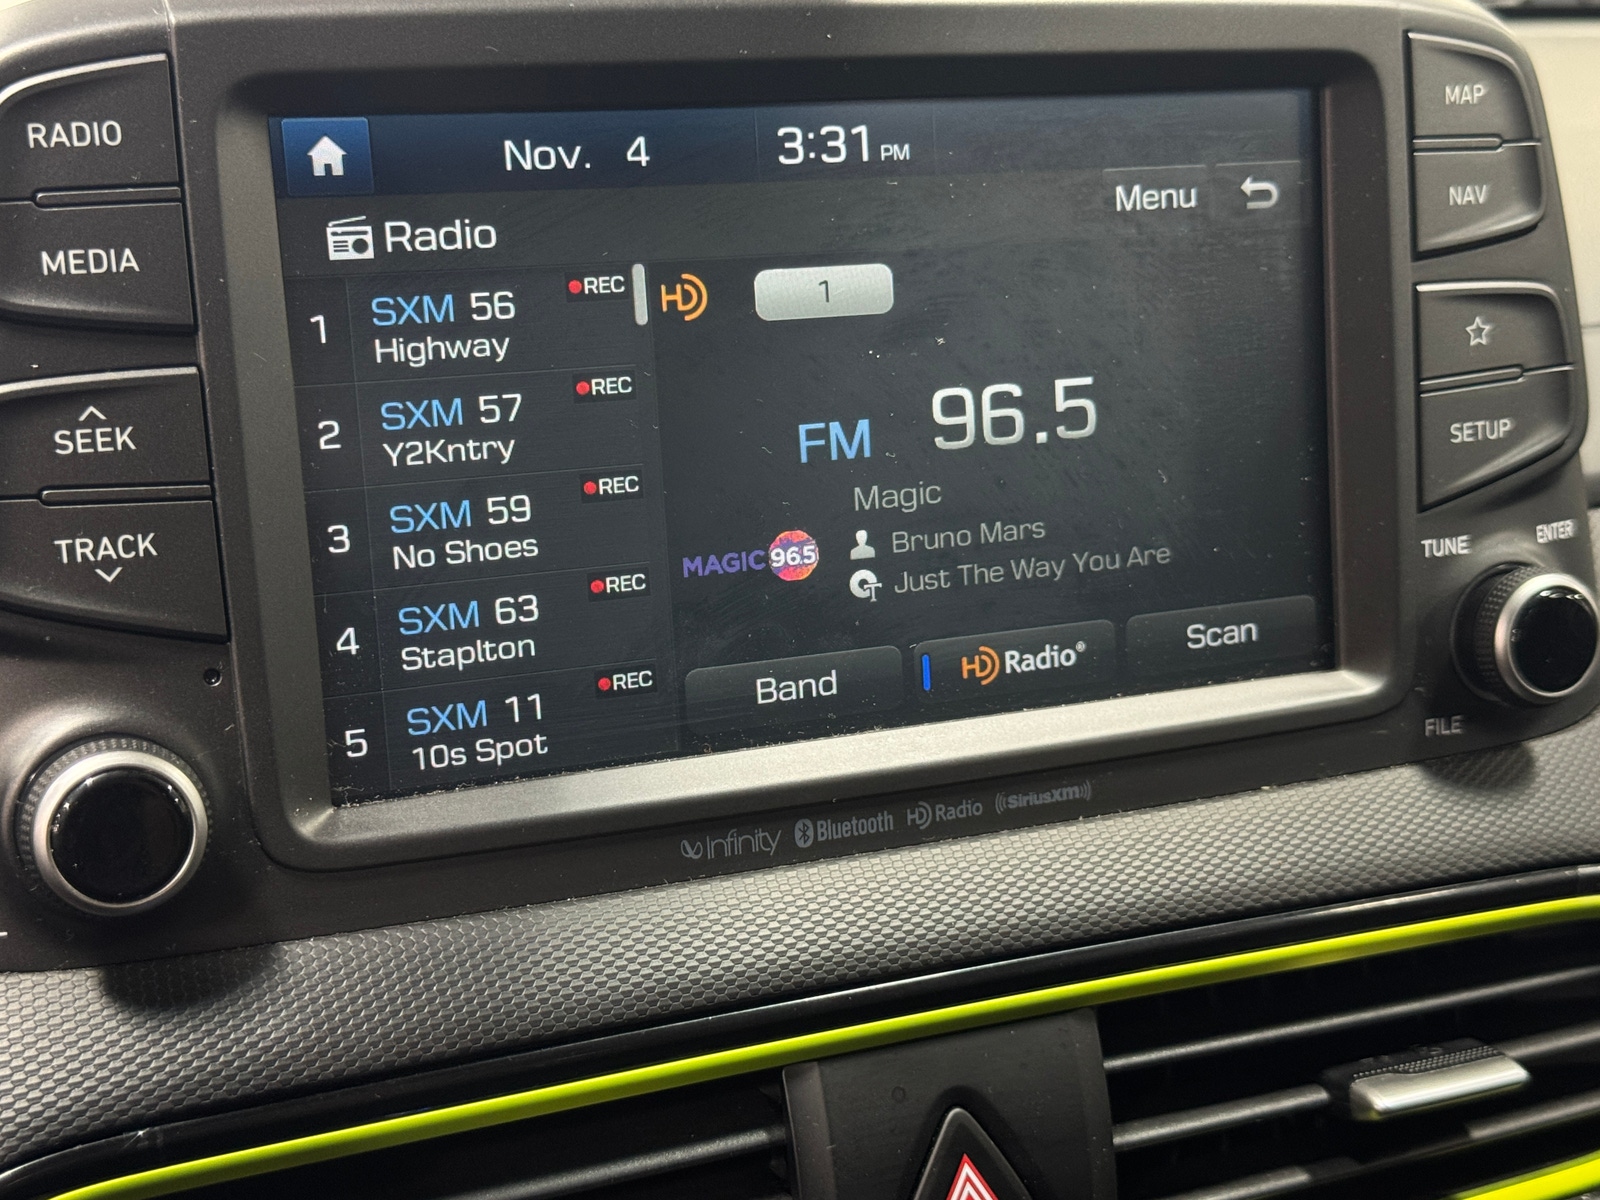 RADIO
MEDIA
SEEK
TRACK
Nov. 4
3:31 PM
Menu
Radio
1 SXM 56 REC
Highway
2 SXM 57 REC
Y2Kntry
3 SXM 59 REC
No Shoes
4 SXM 63 REC
Staplton
5 SXM 11 REC
10s Spot
HD
1
FM 96.5
Magic
MAGIC 96.5
Bruno Mars
Just The Way You Are
Band
HD Radio®
Scan
MAP
NAV
SETUP
TUNE
ENTER
FILE
Infinity Bluetooth HD Radio ((SiriusXM))